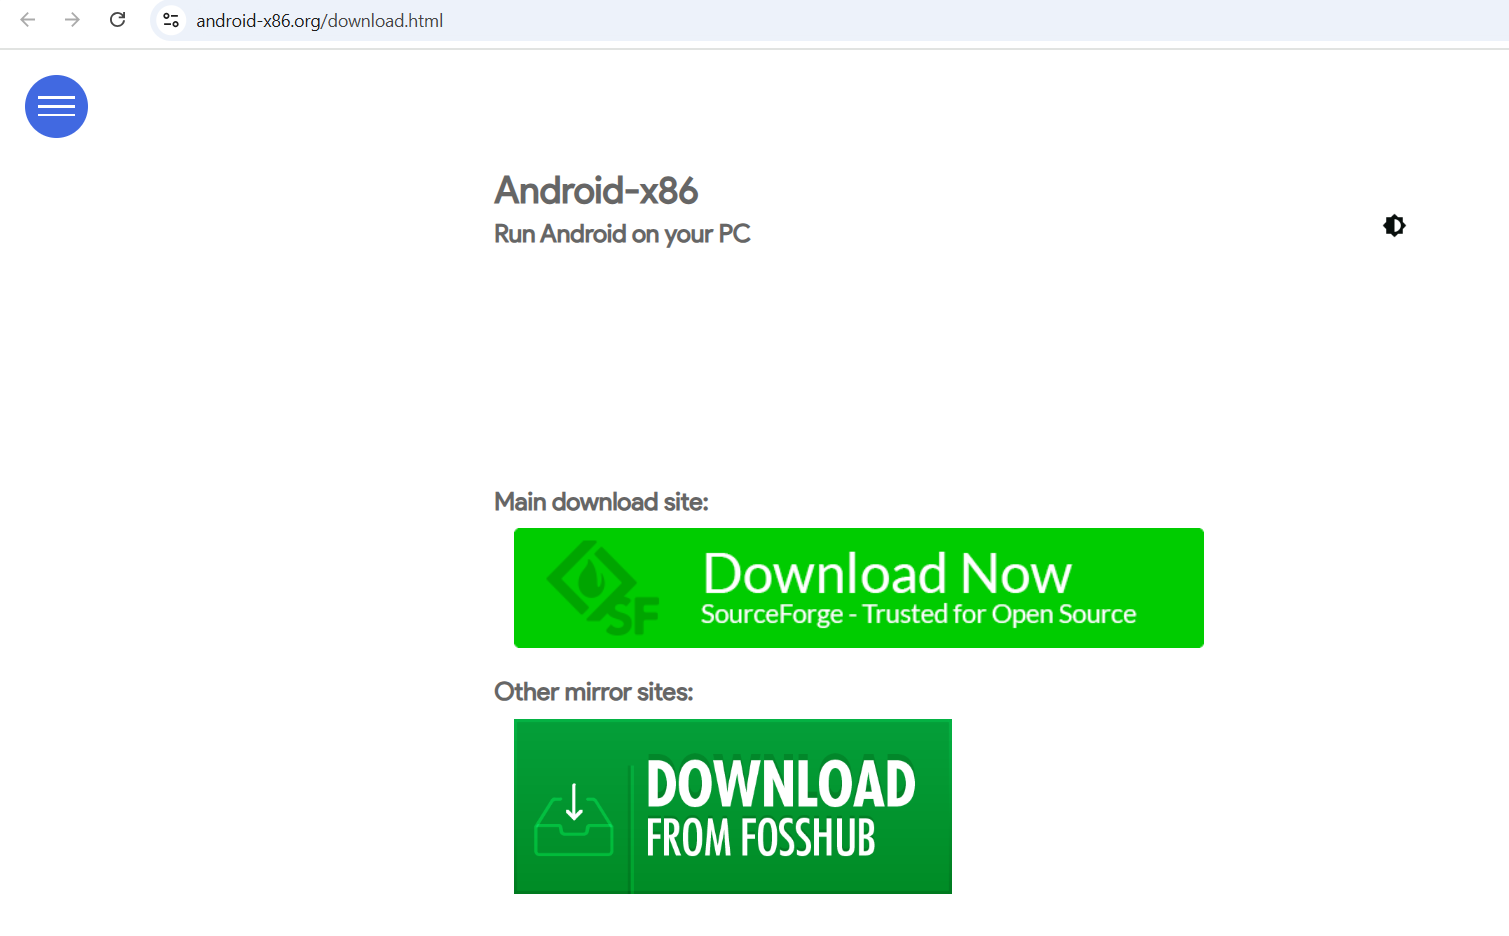 android-x86.org/download.html
Android-x86
Run Android on your PC
Main download site:
SF
Download Now
SourceForge - Trusted for Open Source
Other mirror sites:
DOWNLOAD
FROM FOSSHUB